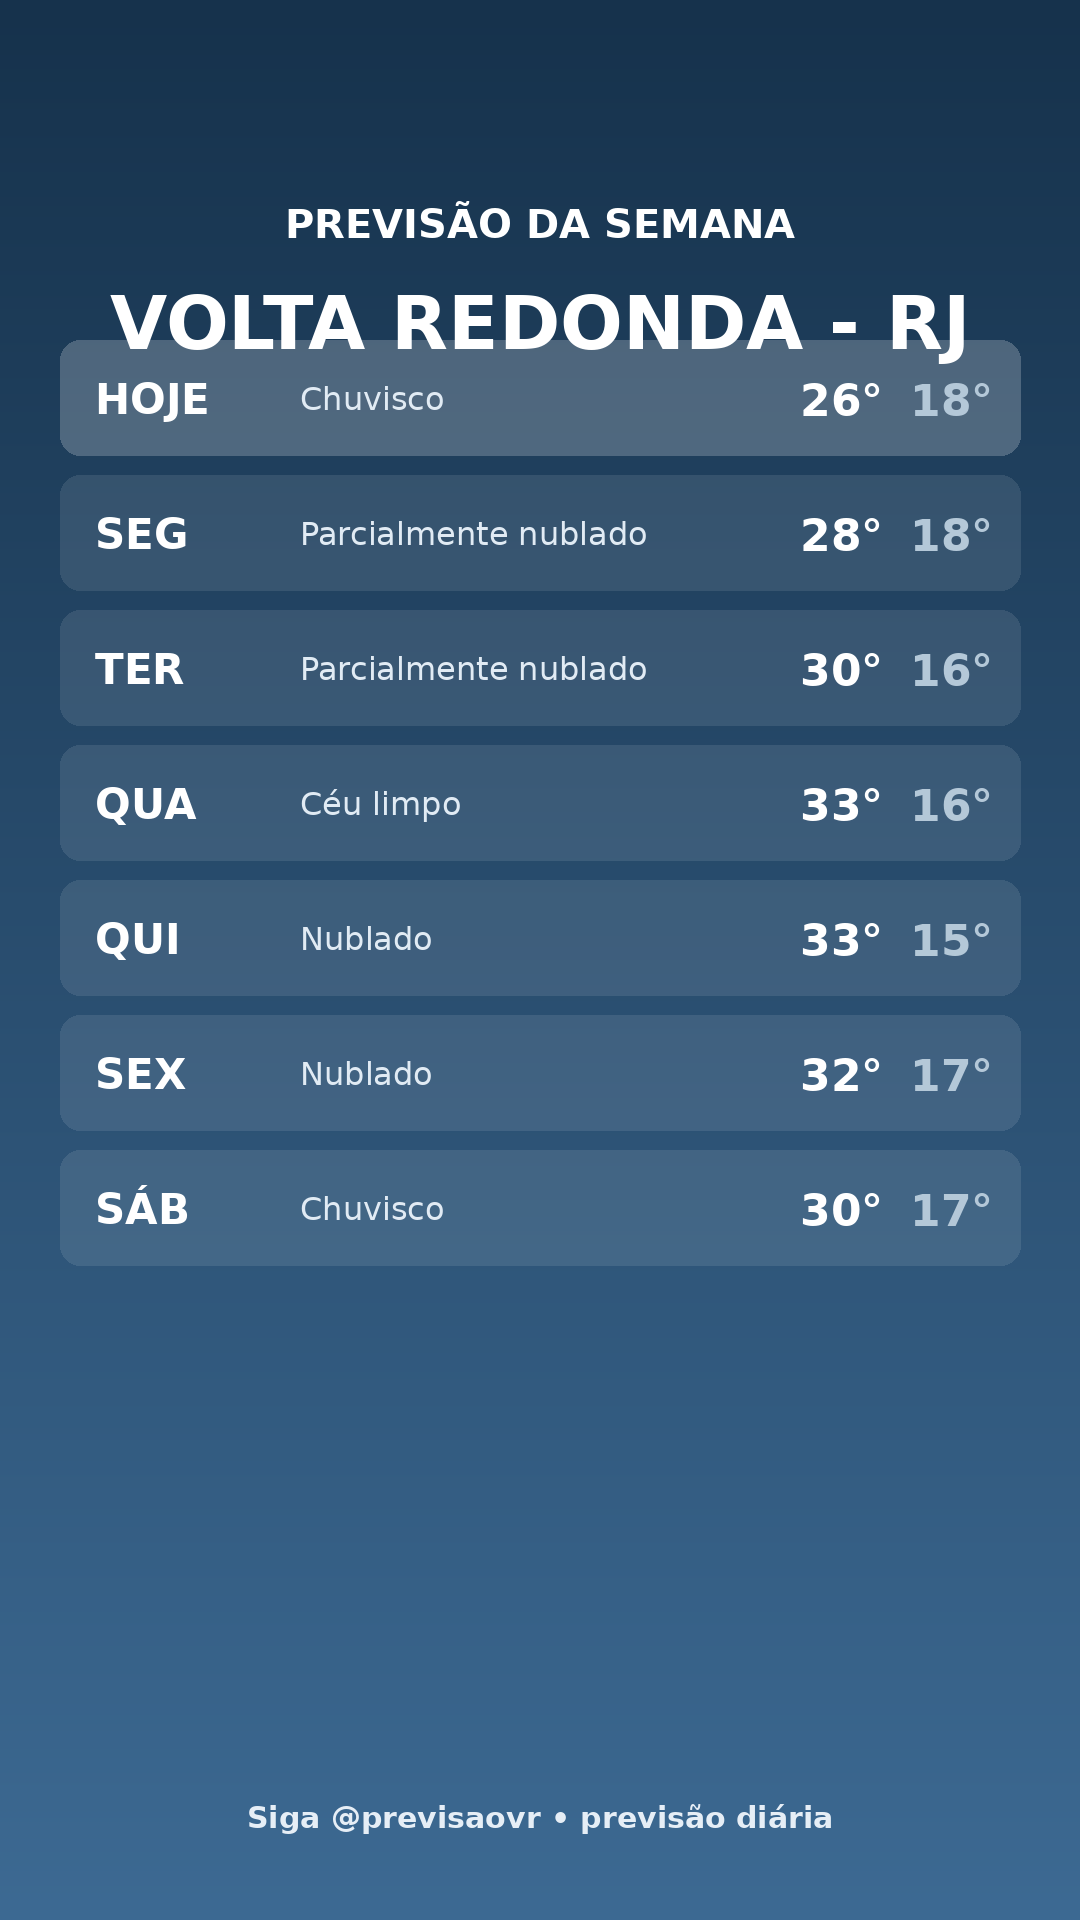 PREVISÃO DA SEMANA
VOLTA REDONDA - RJ
HOJE Chuvisco 26° 18°
SEG Parcialmente nublado 28° 18°
TER Parcialmente nublado 30° 16°
QUA Céu limpo 33° 16°
QUI Nublado 33° 15°
SEX Nublado 32° 17°
SÁB Chuvisco 30° 17°
Siga @previsaovr • previsão diária